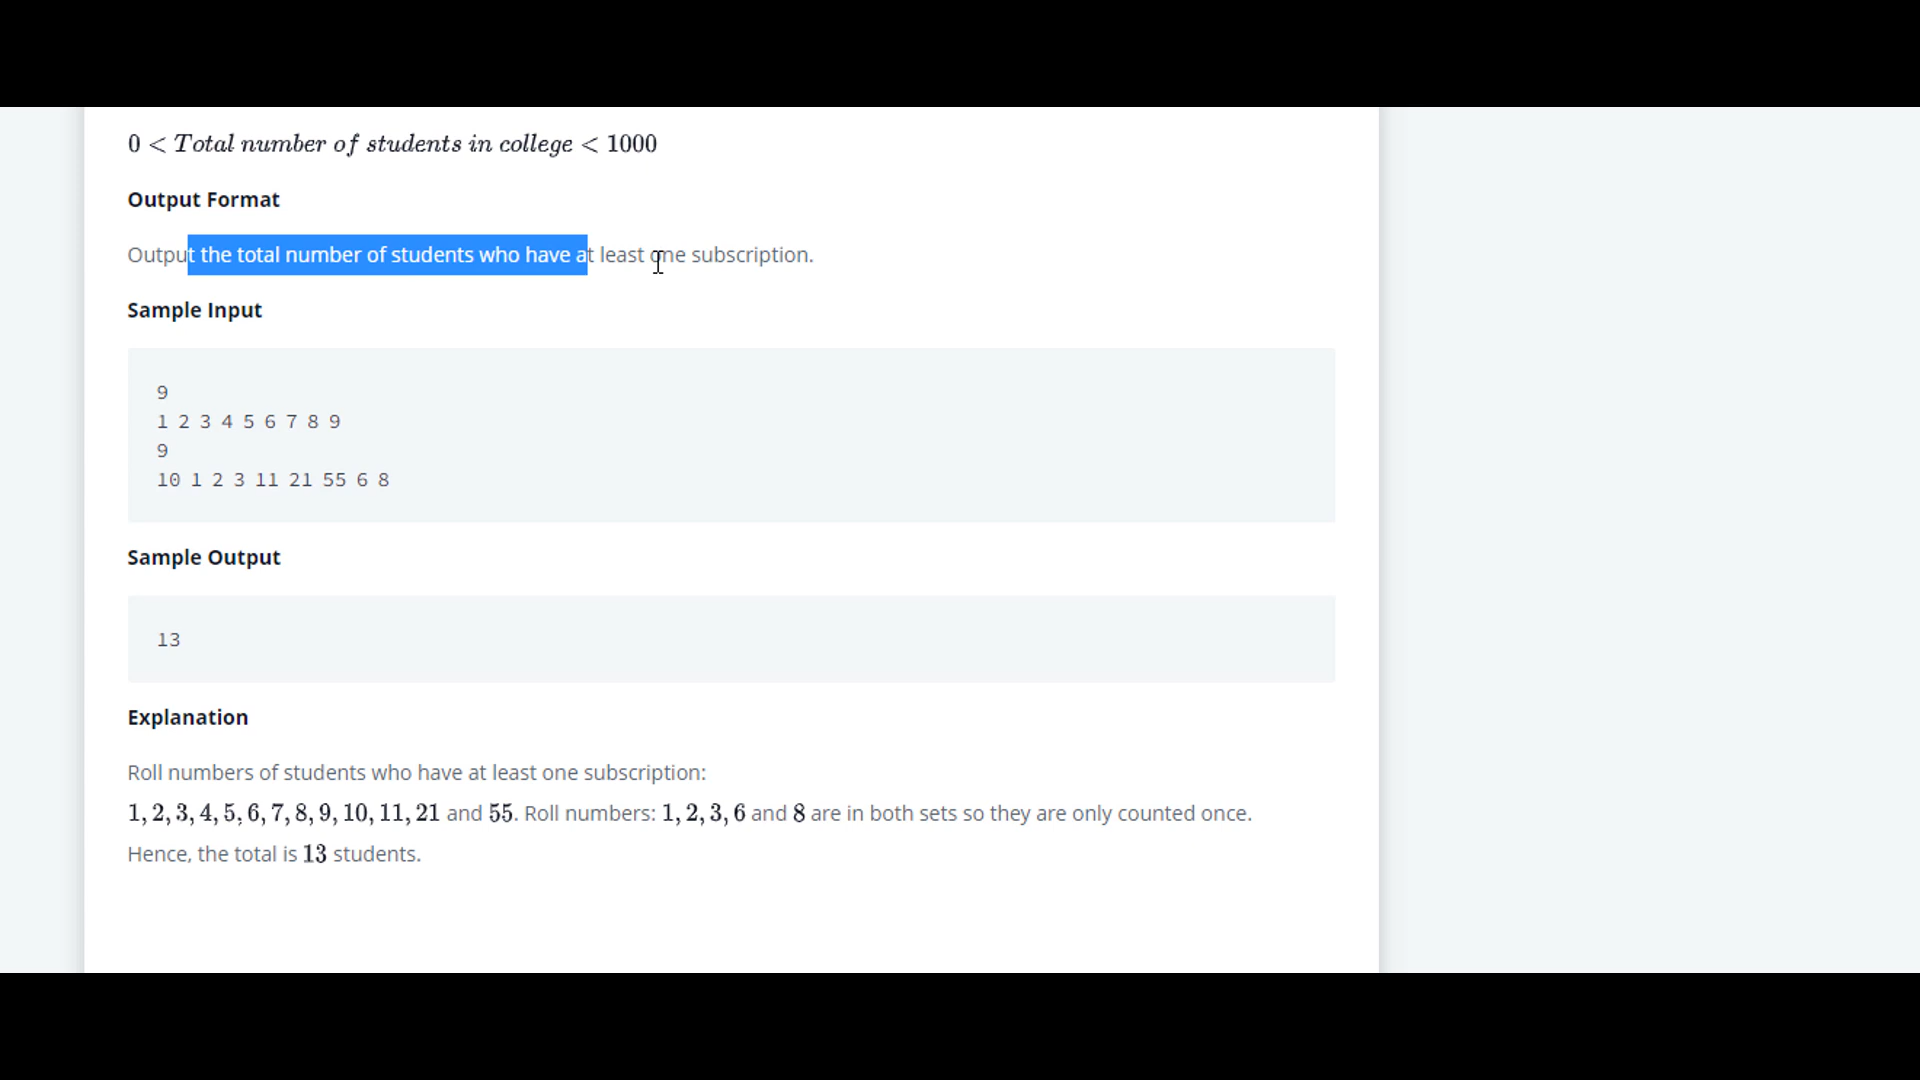 0 < Total number of students in college < 1000
Output Format
Output the total number of students who have at least one subscription.
Sample Input
9
1 2 3 4 5 6 7 8 9
9
10 1 2 3 11 21 55 6 8
Sample Output
13
Explanation
Roll numbers of students who have at least one subscription:
1, 2, 3, 4, 5, 6, 7, 8, 9, 10, 11, 21 and 55. Roll numbers: 1, 2, 3, 6 and 8 are in both sets so they are only counted once.
Hence, the total is 13 students.